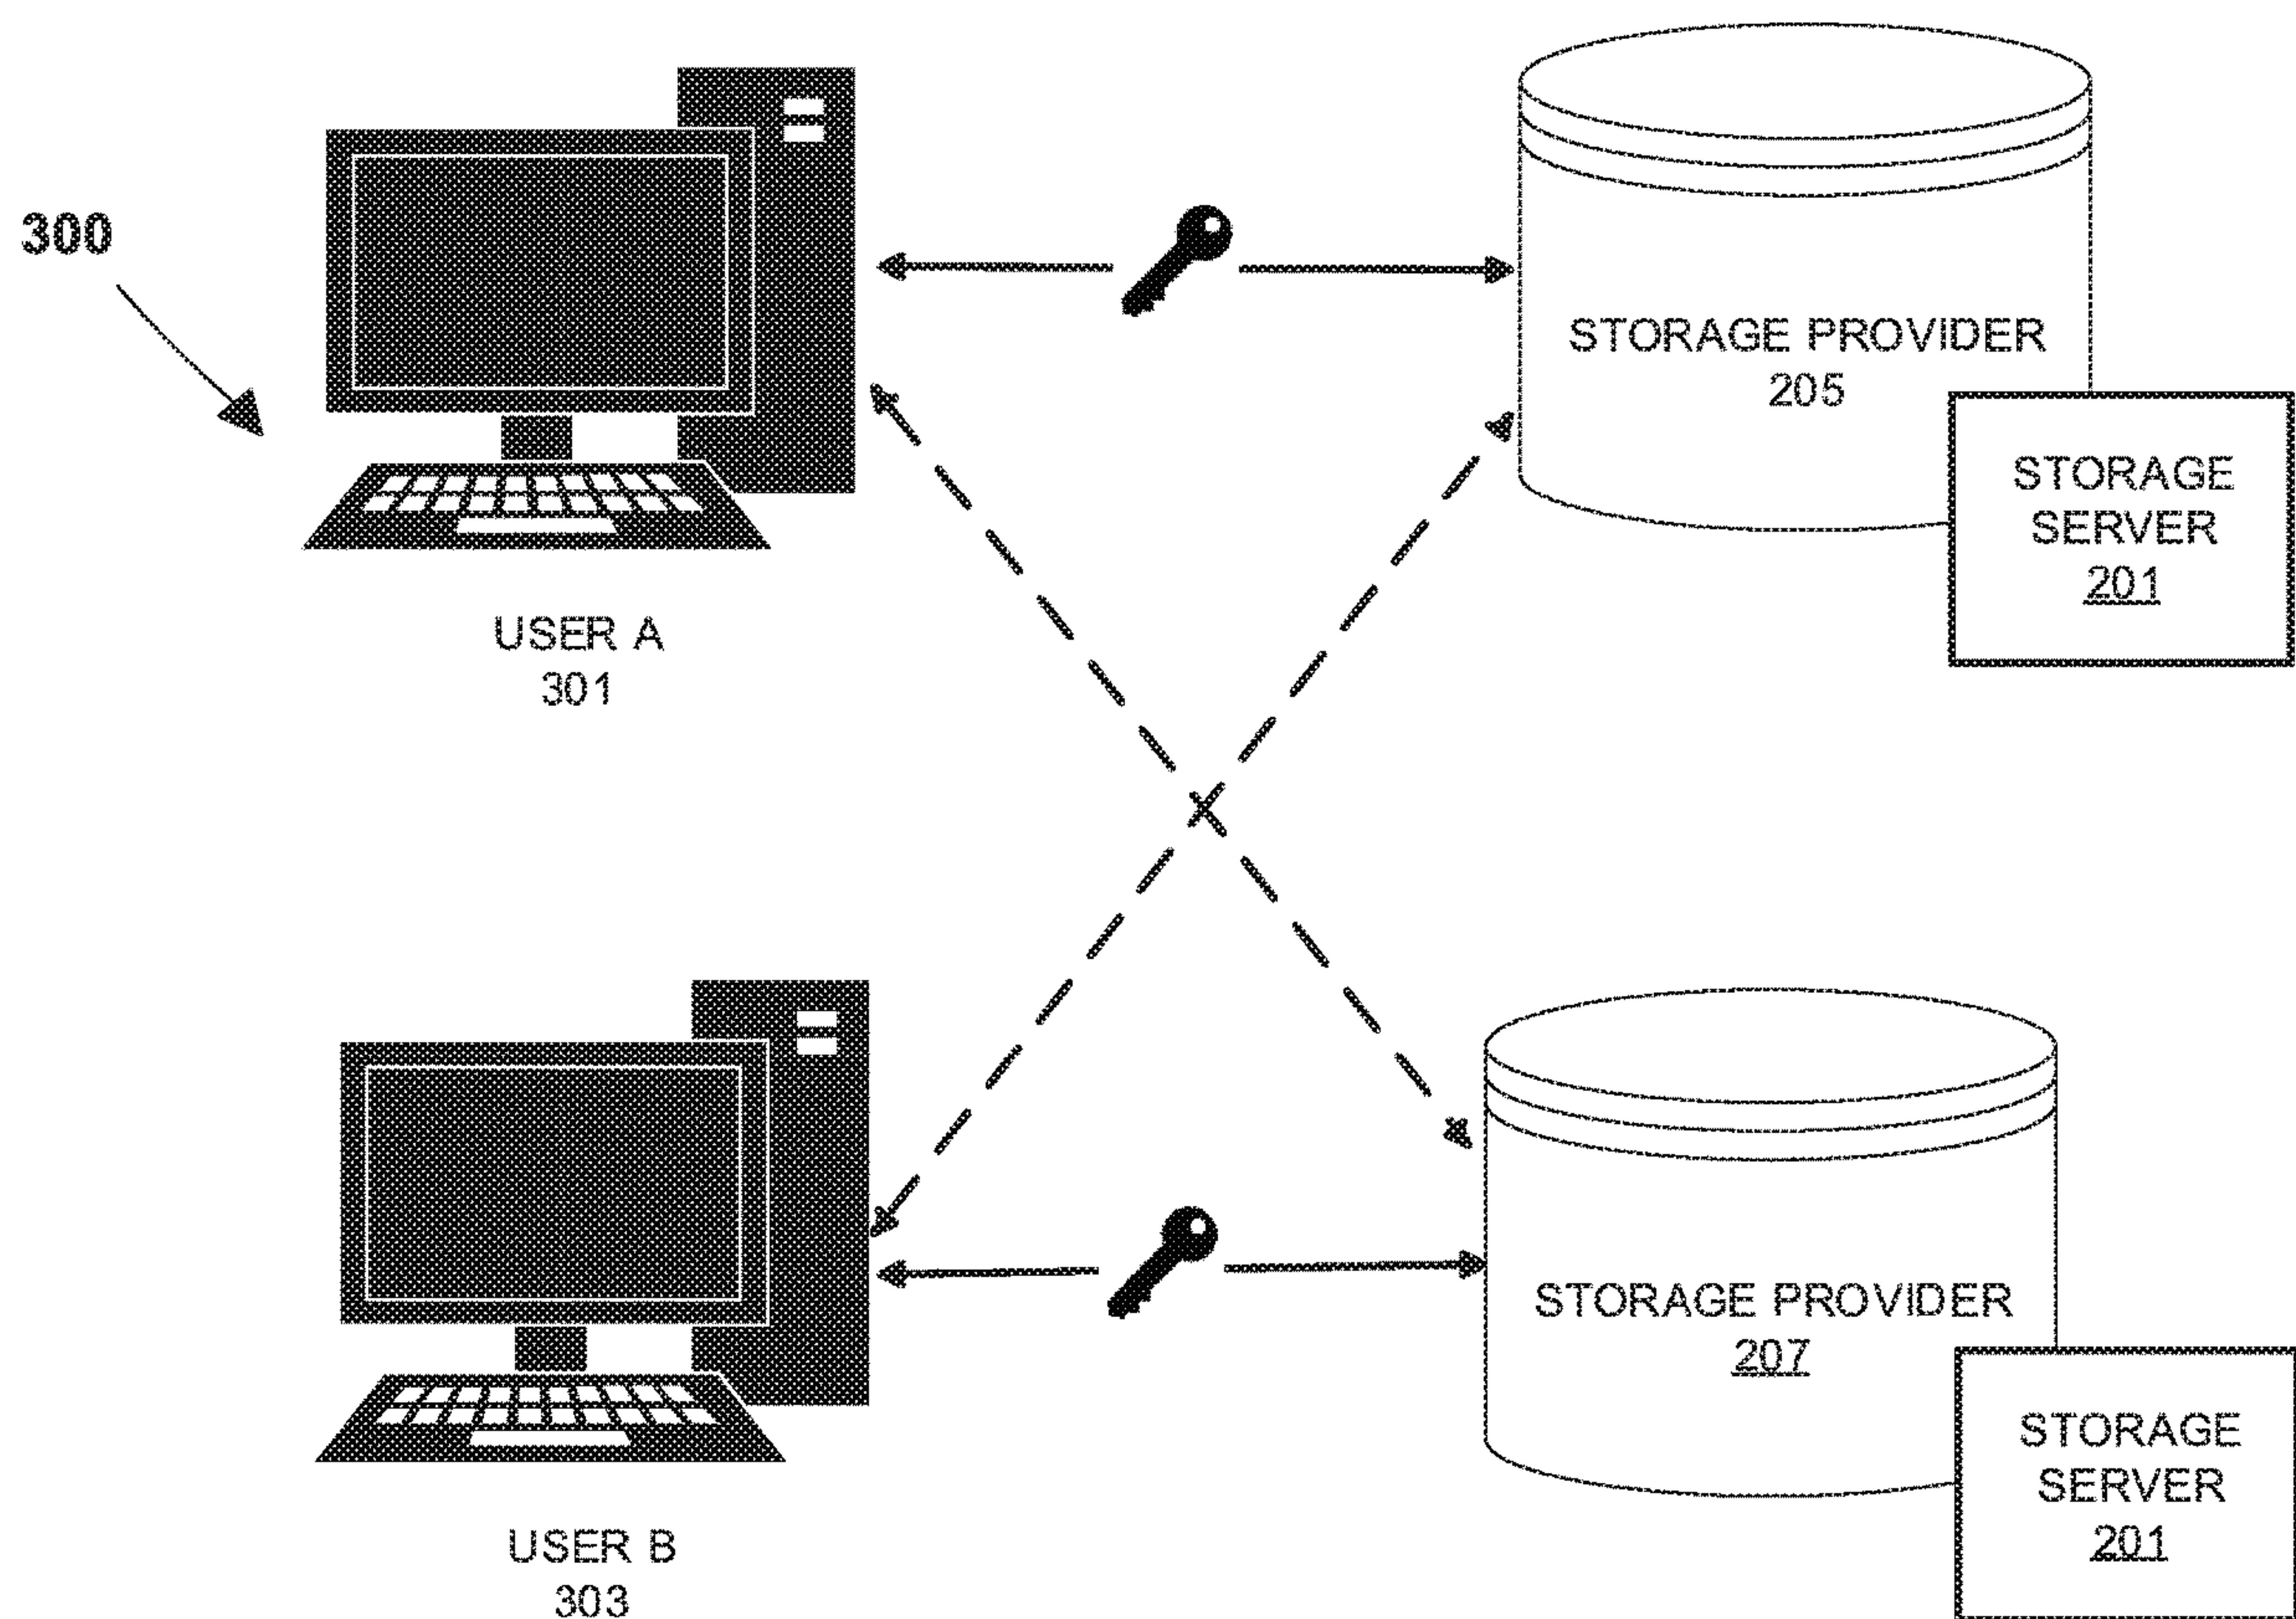 300
STORAGE PROVIDER
205
STORAGE
SERVER
201
USER A
301
STORAGE PROVIDER
207
STORAGE
SERVER
201
USER B
303